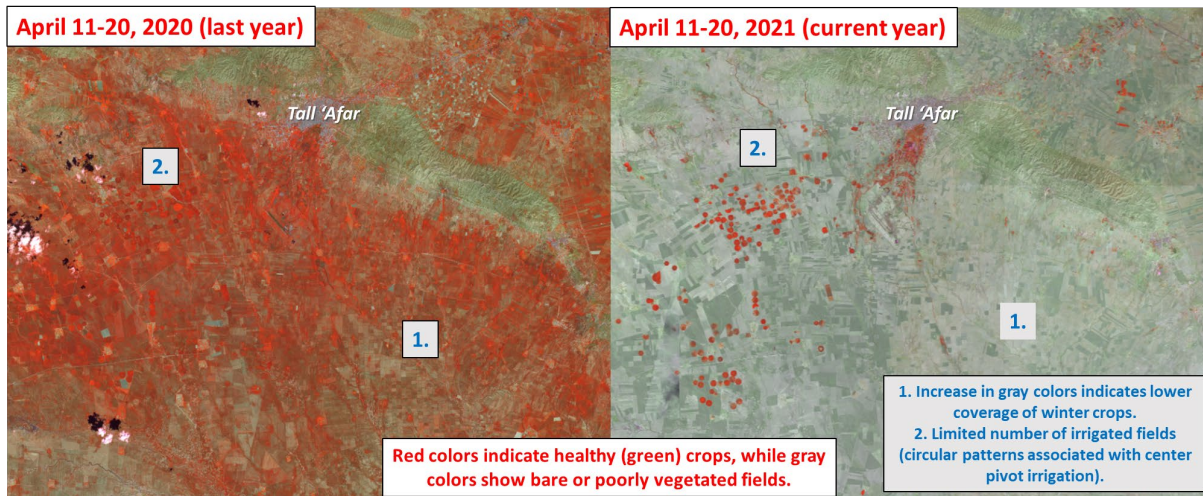 April 11-20, 2020 (last year)
April 11-20, 2021 (current year)
Tall ‘Afar
Tall ‘Afar
2.
2.
1.
1.
Red colors indicate healthy (green) crops, while gray
colors show bare or poorly vegetated fields.
1. Increase in gray colors indicates lower
coverage of winter crops.
2. Limited number of irrigated fields
(circular patterns associated with center
pivot irrigation).